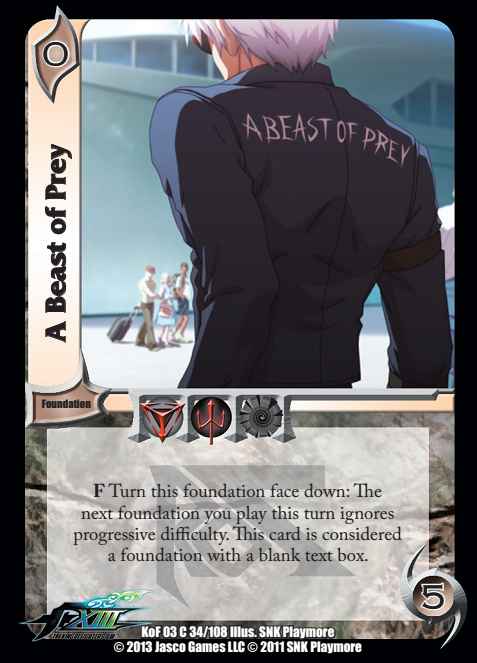 0
A BEAST OF PREY
A Beast of Prey
Foundation
F Turn this foundation face down: The
next foundation you play this turn ignores
progressive difficulty. This card is considered
a foundation with a blank text box.
XIII
5
KoF 03 C 34/108 Illus. SNK Playmore
© 2013 Jasco Games LLC © 2011 SNK Playmore